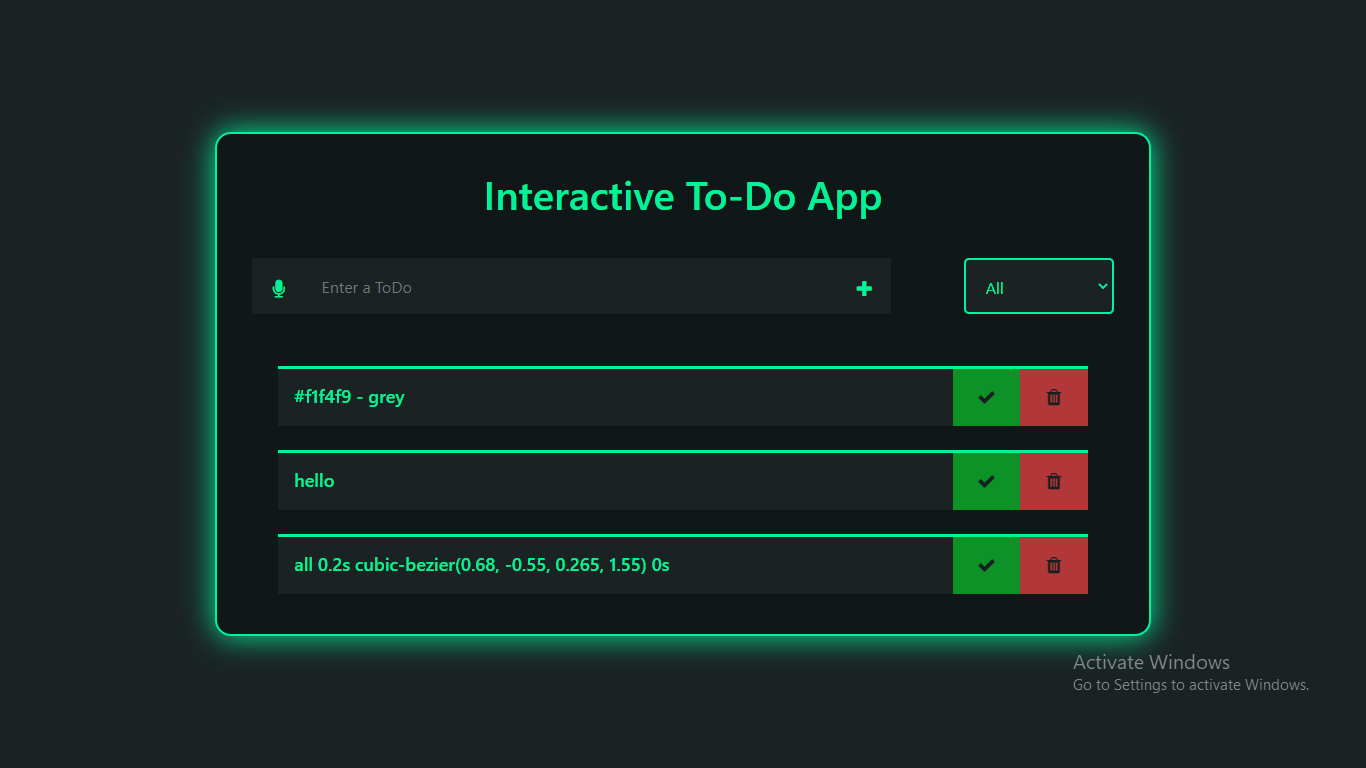 Interactive To-Do App
Enter a ToDo
All
#f1f4f9 - grey
hello
all 0.2s cubic-bezier(0.68, -0.55, 0.265, 1.55) 0s
Activate Windows
Go to Settings to activate Windows.